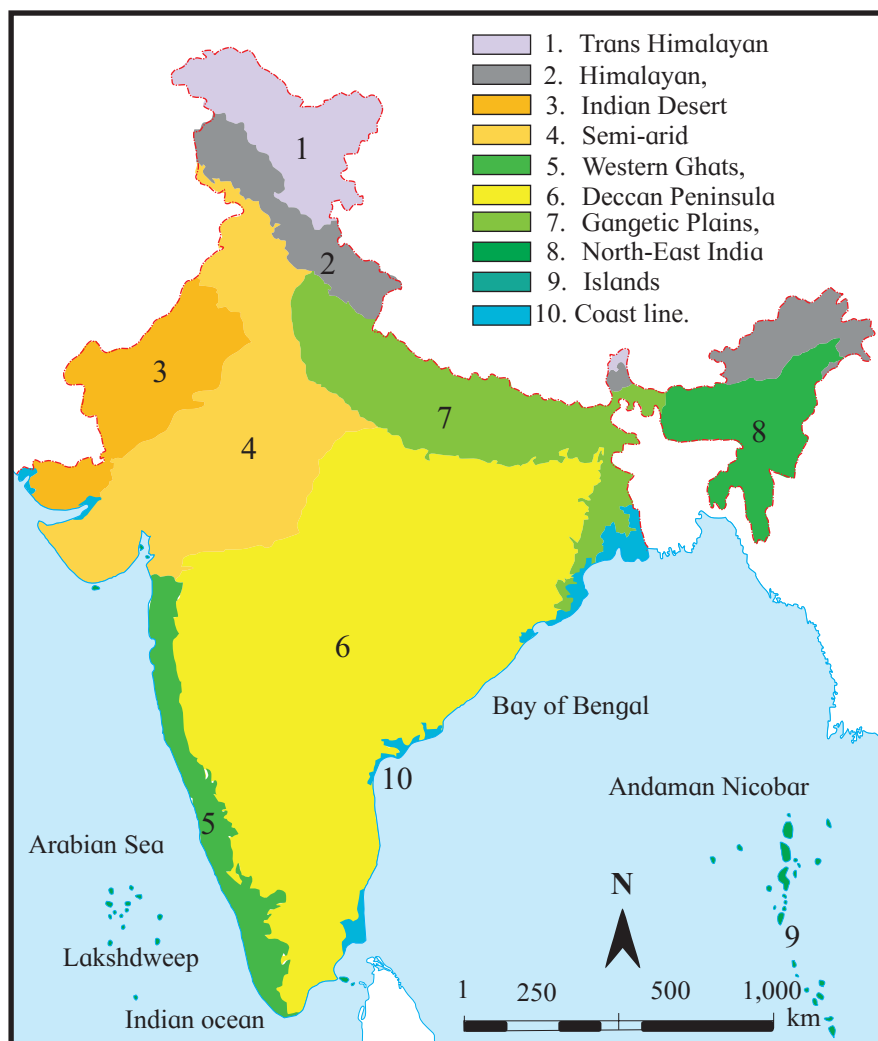 1. Trans Himalayan
2. Himalayan,
3. Indian Desert
4. Semi-arid
5. Western Ghats,
6. Deccan Peninsula
7. Gangetic Plains,
8. North-East India
9. Islands
10. Coast line.
1
2
3
4
7
8
6
Bay of Bengal
10
Andaman Nicobar
5
Arabian Sea
N
9
Lakshdweep
1 250 500 1,000
km
Indian ocean